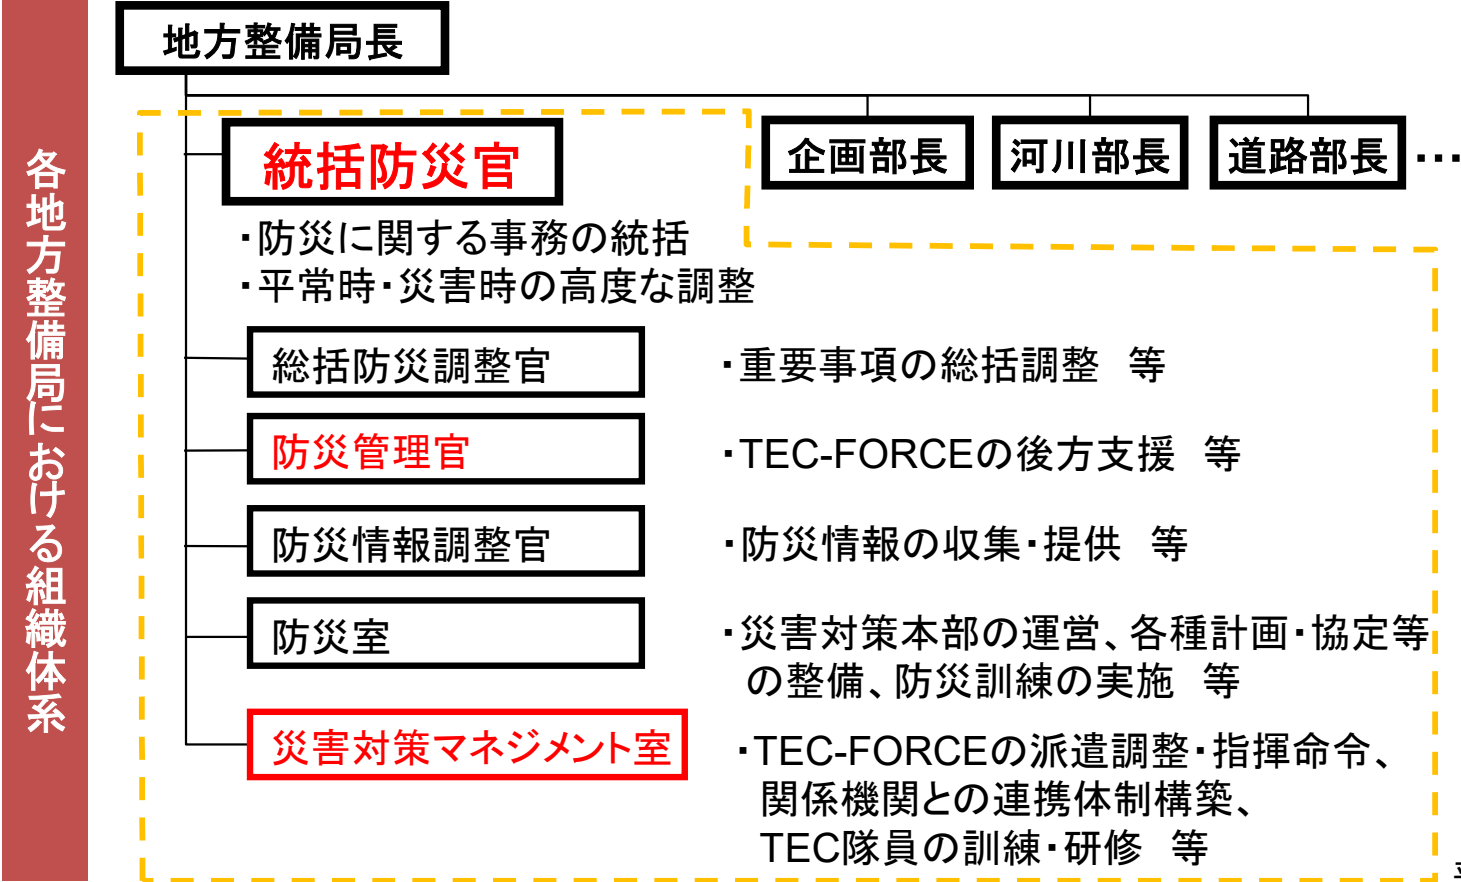 各地方整備局における組織体系
地方整備局長
統括防災官
企画部長
河川部長
道路部長
・・・
・防災に関する事務の統括
・平常時・災害時の高度な調整
総括防災調整官
・重要事項の総括調整　等
防災管理官
・TEC-FORCEの後方支援　等
防災情報調整官
・防災情報の収集・提供　等
防災室
・災害対策本部の運営、各種計画・協定等
の整備、防災訓練の実施　等
災害対策マネジメント室
・TEC-FORCEの派遣調整・指揮命令、
関係機関との連携体制構築、
TEC隊員の訓練・研修　等